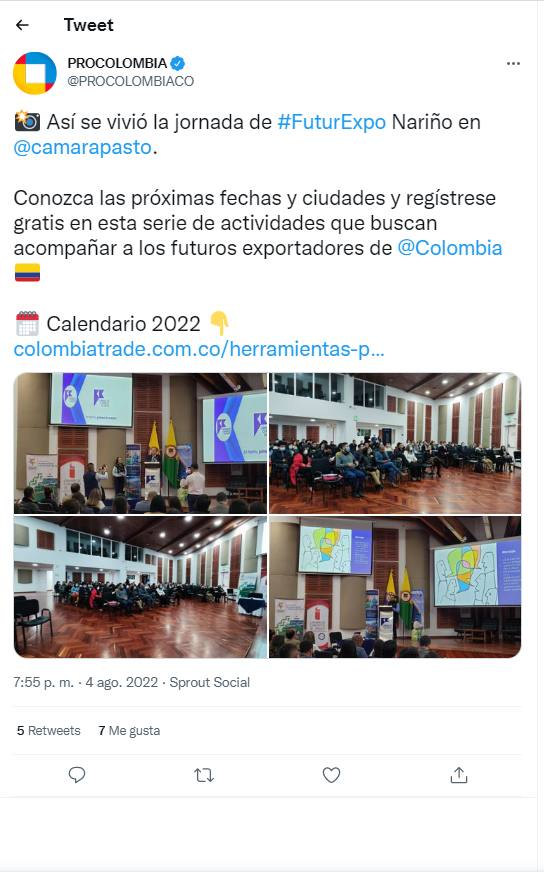 Tweet
PROCOLOMBIA
@PROCOLOMBIACO
Así se vivió la jornada de #FuturExpo Nariño en
@camarapasto.
Conozca las próximas fechas y ciudades y regístrese
gratis en esta serie de actividades que buscan
acompañar a los futuros exportadores de @Colombia
Calendario 2022
colombiatrade.com.co/herramientas-p...
7:55 p. m. · 4 ago. 2022 · Sprout Social
5 Retweets 7 Me gusta